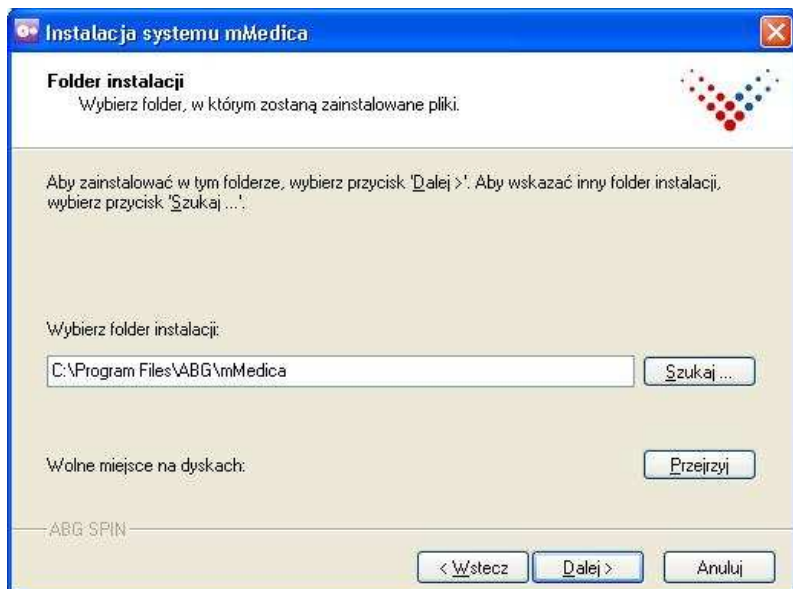 Instalacja systemu mMedica
Folder instalacji
Wybierz folder, w którym zostaną zainstalowane pliki.
Aby zainstalować w tym folderze, wybierz przycisk 'Dalej >'. Aby wskazać inny folder instalacji,
wybierz przycisk 'Szukaj ...'.
Wybierz folder instalacji:
C:\Program Files\ABG\mMedica
Szukaj ...
Wolne miejsce na dyskach:
Przejrzyj
ABG SPIN
< Wstecz
Dalej >
Anuluj